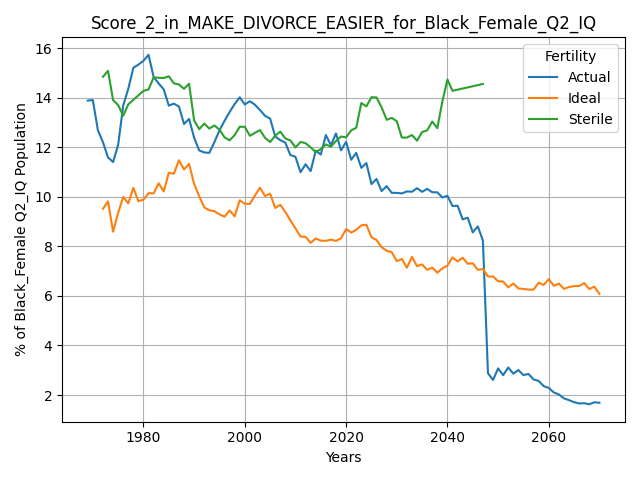 Score_2_in_MAKE_DIVORCE_EASIER_for_Black_Female_Q2_IQ
Fertility
Actual
Ideal
Sterile
% of Black_Female Q2_IQ Population
16
14
12
10
8
6
4
2
1980 2000 2020 2040 2060
Years